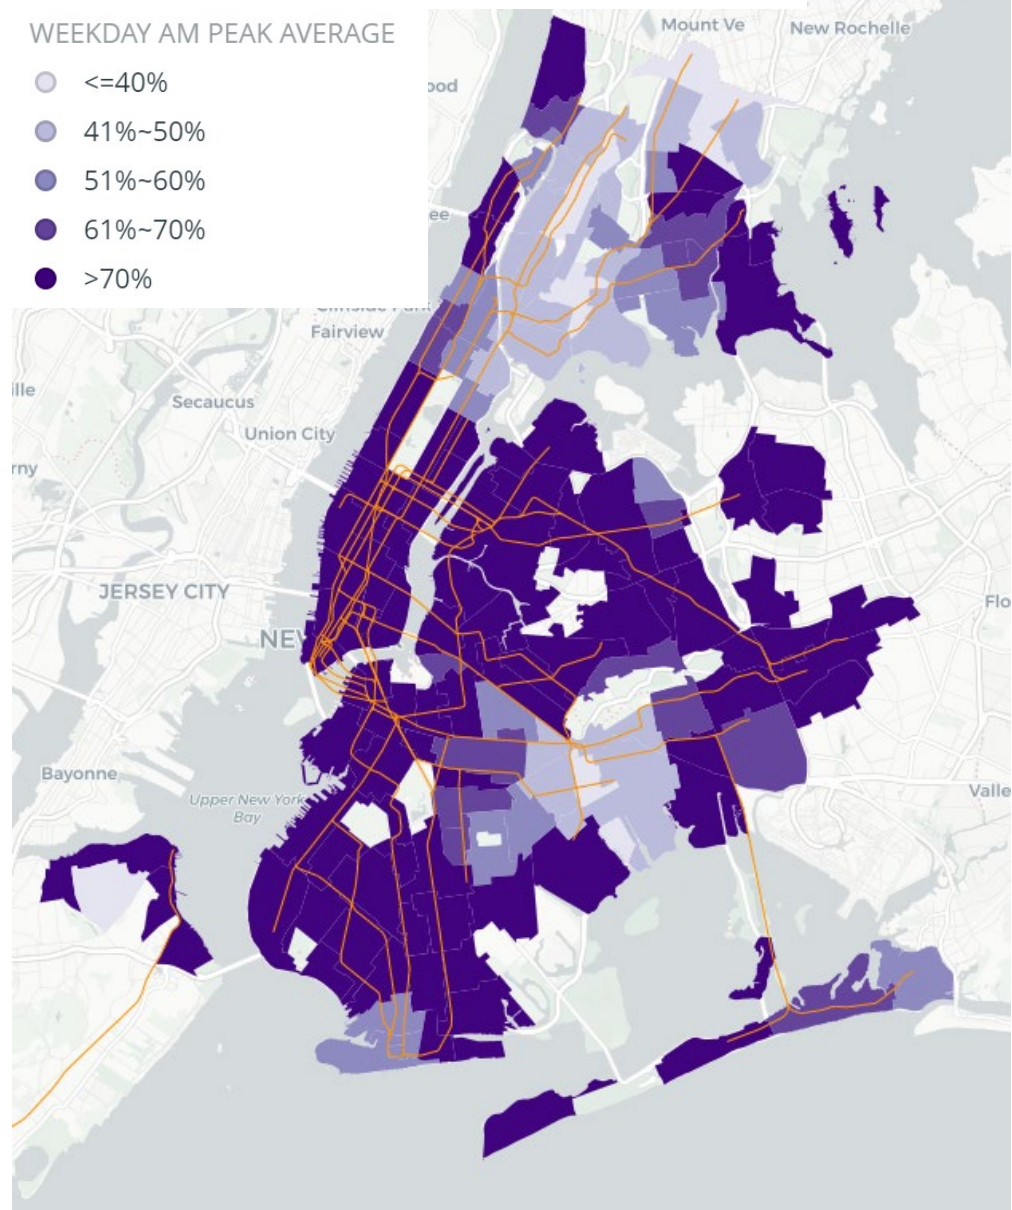 WEEKDAY AM PEAK AVERAGE
<=40%
41%~50%
51%~60%
61%~70%
>70%
Mount Ve
New Rochelle
ood
ee
Fairview
ille
Secaucus
Union City
rny
JERSEY CITY
NEV
Flo
Bayonne
Upper New York
Bay
Valle